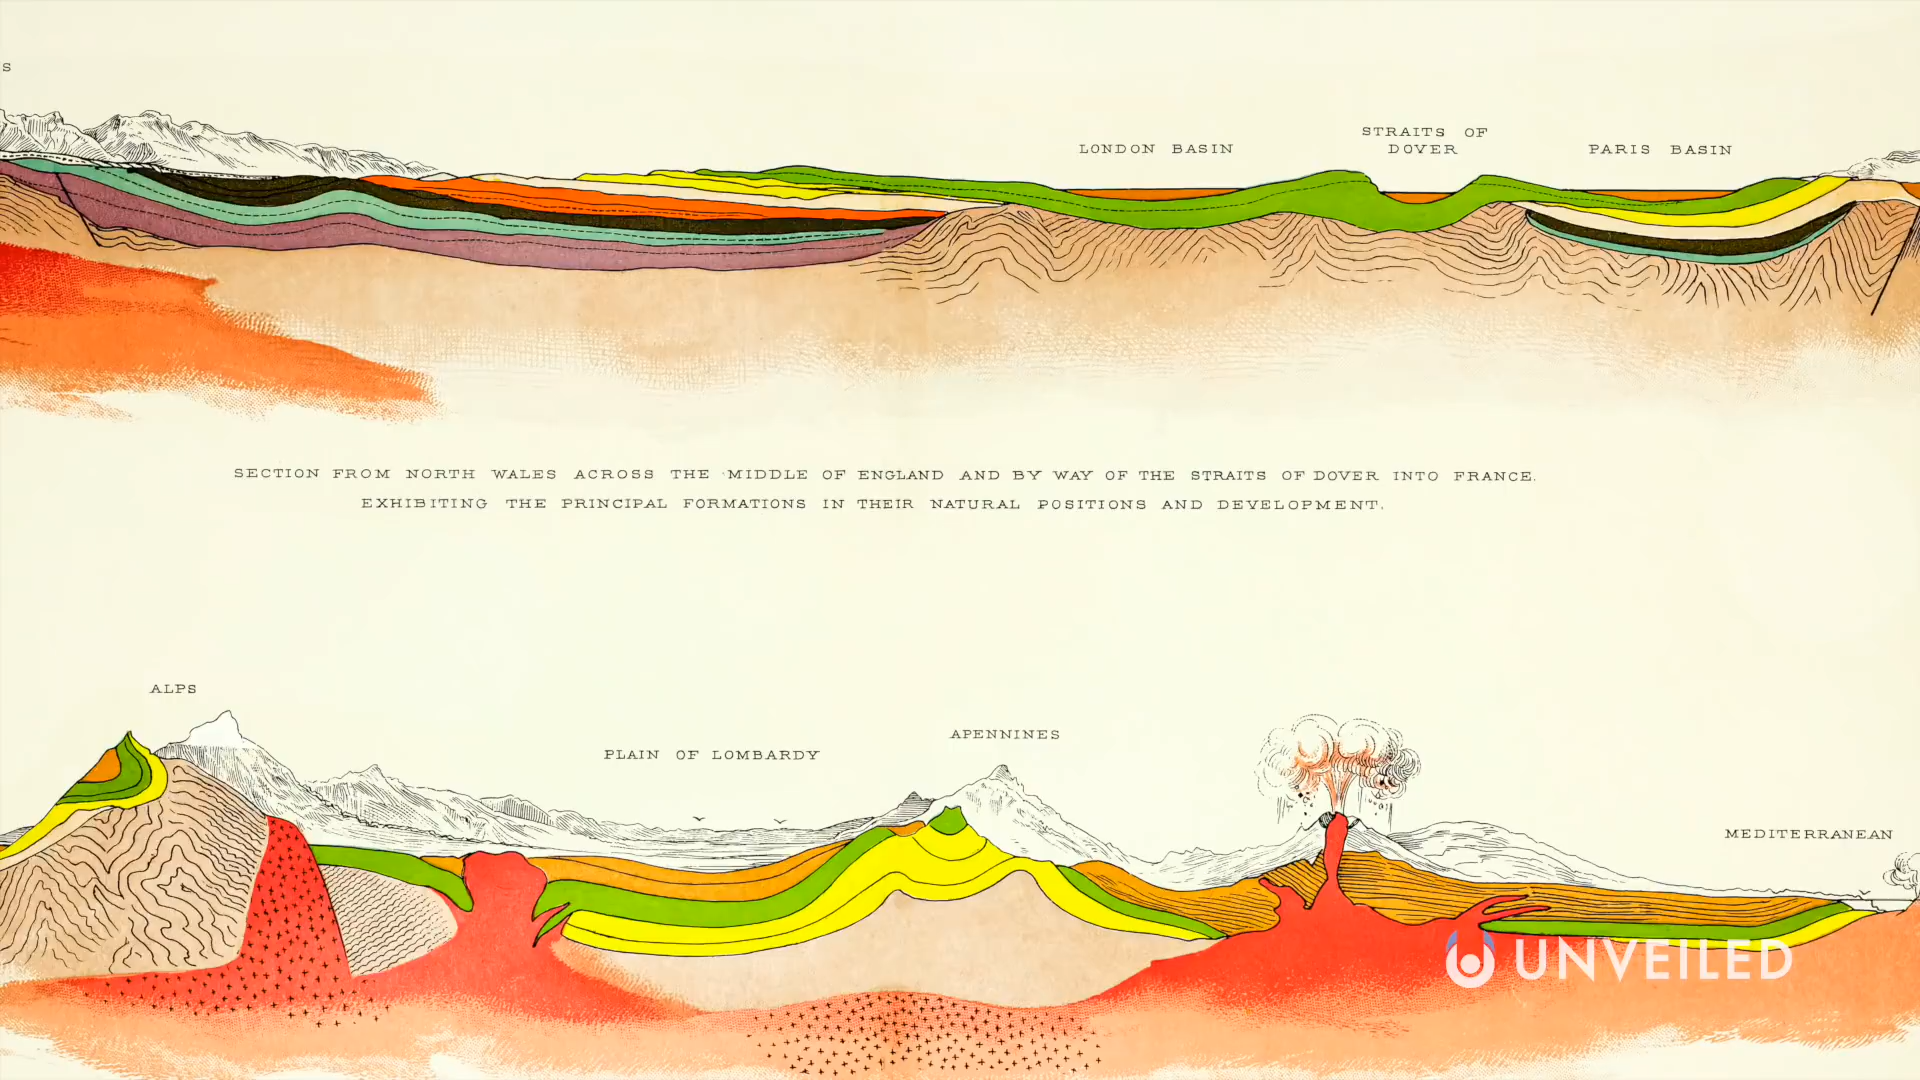 S
STRAITS OF
LONDON BASIN
DOVER
PARIS BASIN
SECTION FROM NORTH WALES ACROSS THE MIDDLE OF ENGLAND AND BY WAY OF THE STRAITS OF DOVER INTO FRANCE.
EXHIBITING THE PRINCIPAL FORMATIONS IN THEIR NATURAL POSITIONS AND DEVELOPMENT.
ALPS
PLAIN OF LOMBARDY
APENNINES
MEDITERRANEAN
UNVEILED